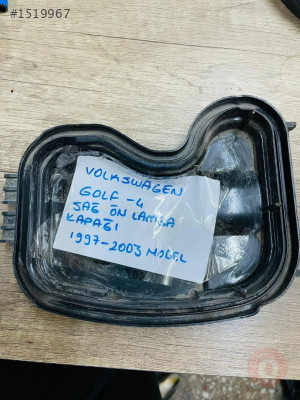 #1519967
VOLKSWAGEN
GOLF -4
SAĞ ÖN LAMBA
KAPAĞI
1997-2003 MODEL